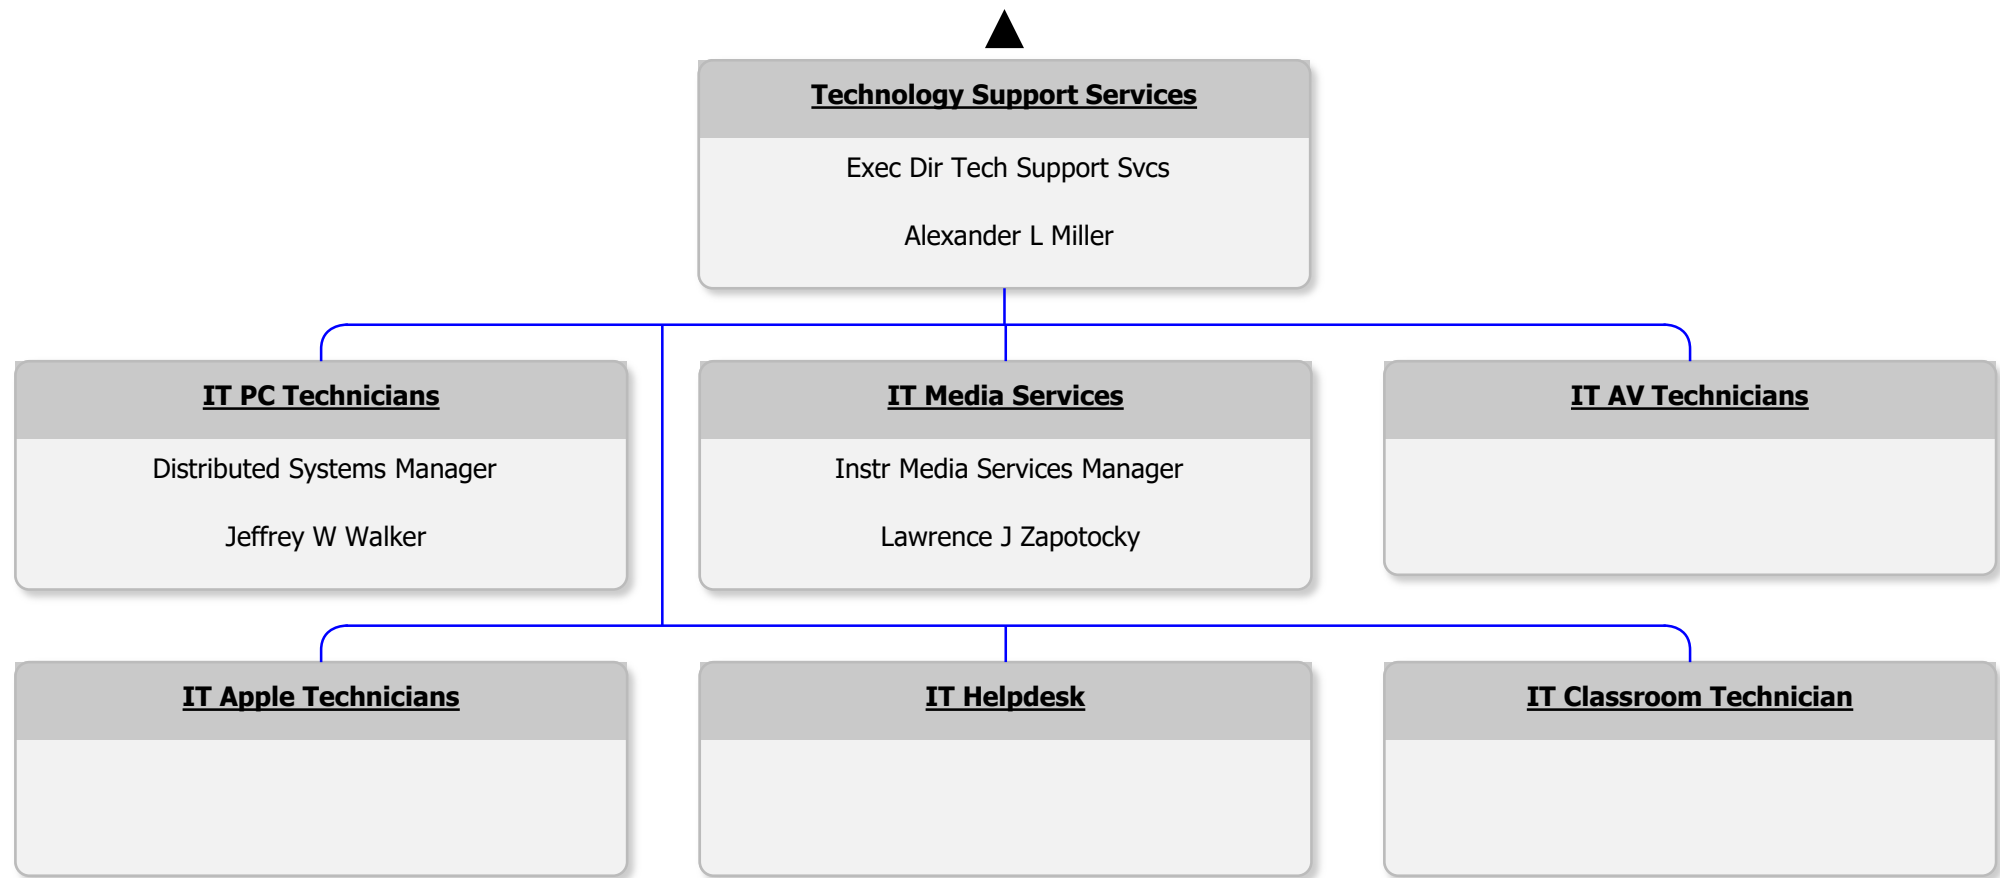 Technology Support Services
Exec Dir Tech Support Svcs
Alexander L Miller
IT PC Technicians
Distributed Systems Manager
Jeffrey W Walker
IT Media Services
Instr Media Services Manager
Lawrence J Zapotocky
IT AV Technicians
IT Apple Technicians
IT Helpdesk
IT Classroom Technician